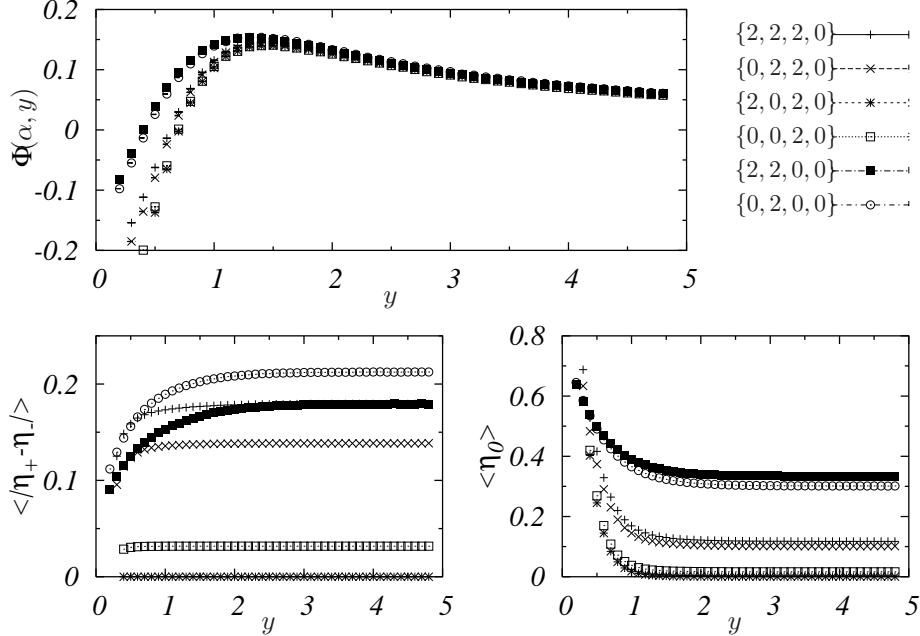 0.2
0.1
0
-0.1
-0.2
Φ(α, y)
0 1 2 3 4 5
y
{2, 2, 2, 0}
{0, 2, 2, 0}
{2, 0, 2, 0}
{0, 0, 2, 0}
{2, 2, 0, 0}
{0, 2, 0, 0}
0.2
0.1
0
</η₊-η₋/>
0 1 2 3 4 5
y
0.8
0.6
0.4
0.2
0
<η₀>
0 1 2 3 4 5
y